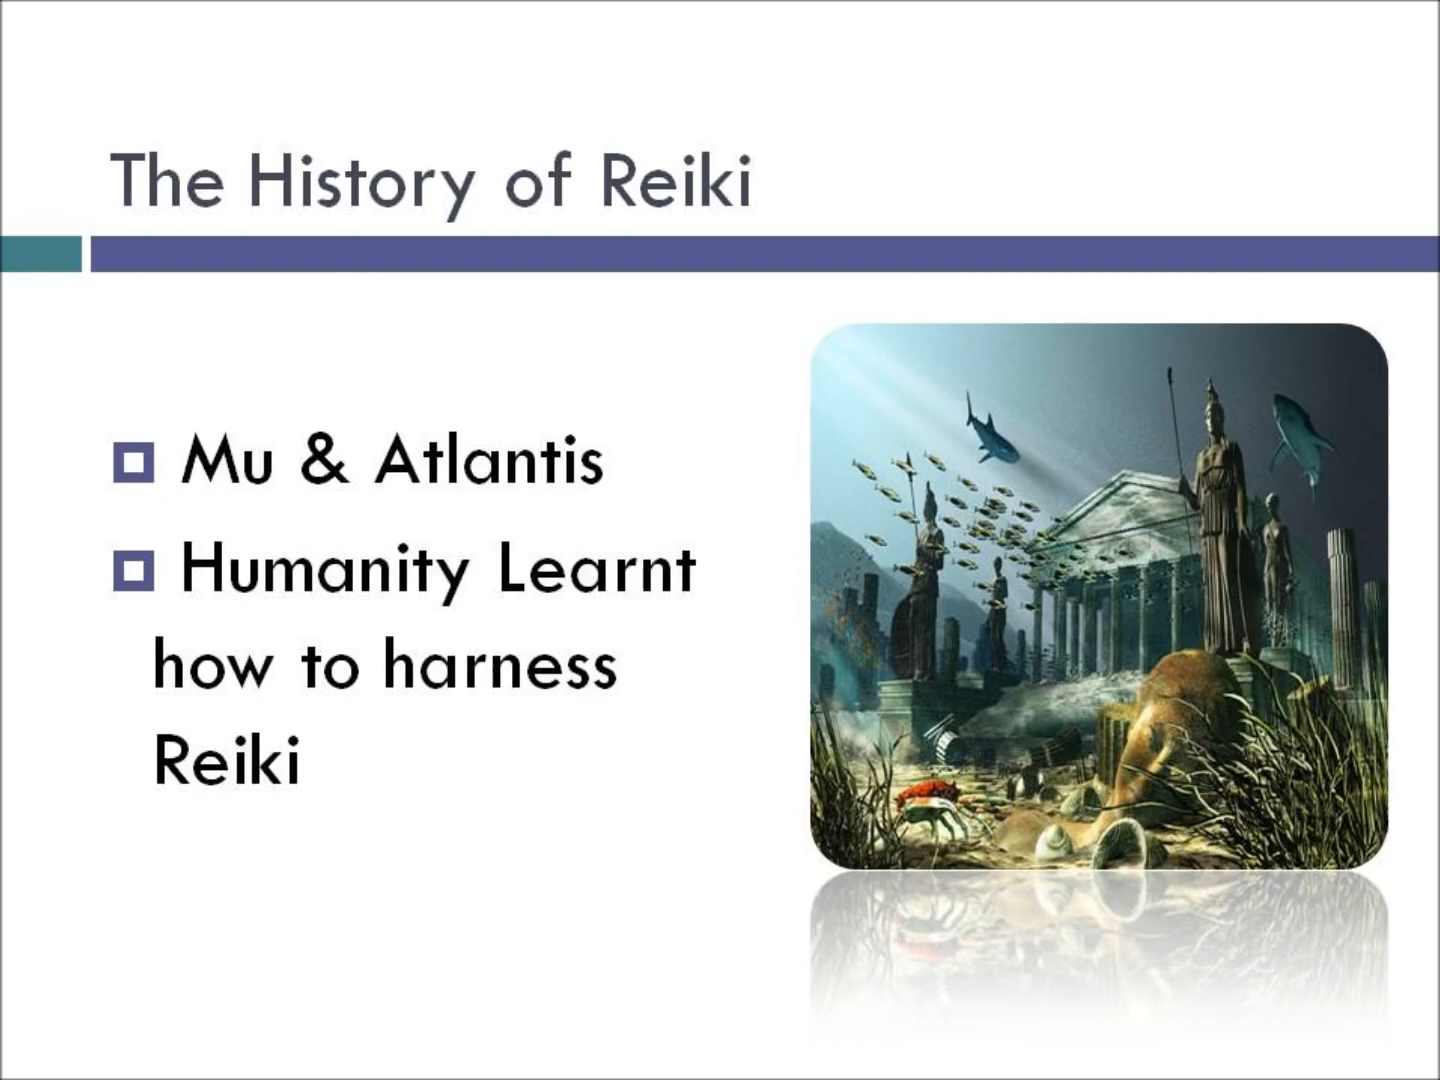 The History of Reiki
Mu & Atlantis
Humanity Learnt
how to harness
Reiki